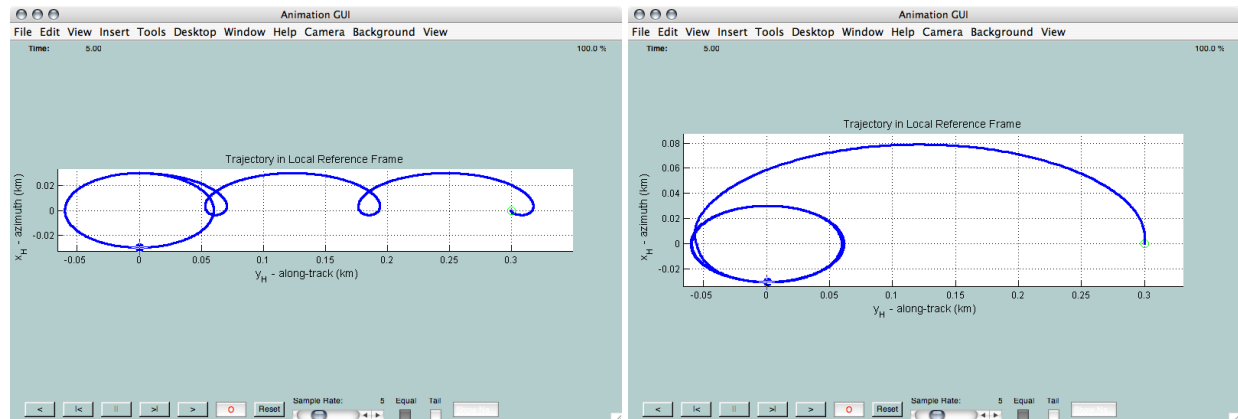 Animation GUI
File Edit View Insert Tools Desktop Window Help Camera Background View
Time: 5.00 100.0 %
Trajectory in Local Reference Frame
x_H - azimuth (km)
0.02
0
-0.02
-0.05 0 0.05 0.1 0.15 0.2 0.25 0.3
y_H - along-track (km)
Sample Rate: 5 Equal Tail
< |< || >| > O Reset
Animation GUI
File Edit View Insert Tools Desktop Window Help Camera Background View
Time: 5.00 100.0 %
Trajectory in Local Reference Frame
x_H - azimuth (km)
0.08
0.06
0.04
0.02
0
-0.02
-0.05 0 0.05 0.1 0.15 0.2 0.25 0.3
y_H - along-track (km)
Sample Rate: 5 Equal Tail
< |< || >| > O Reset